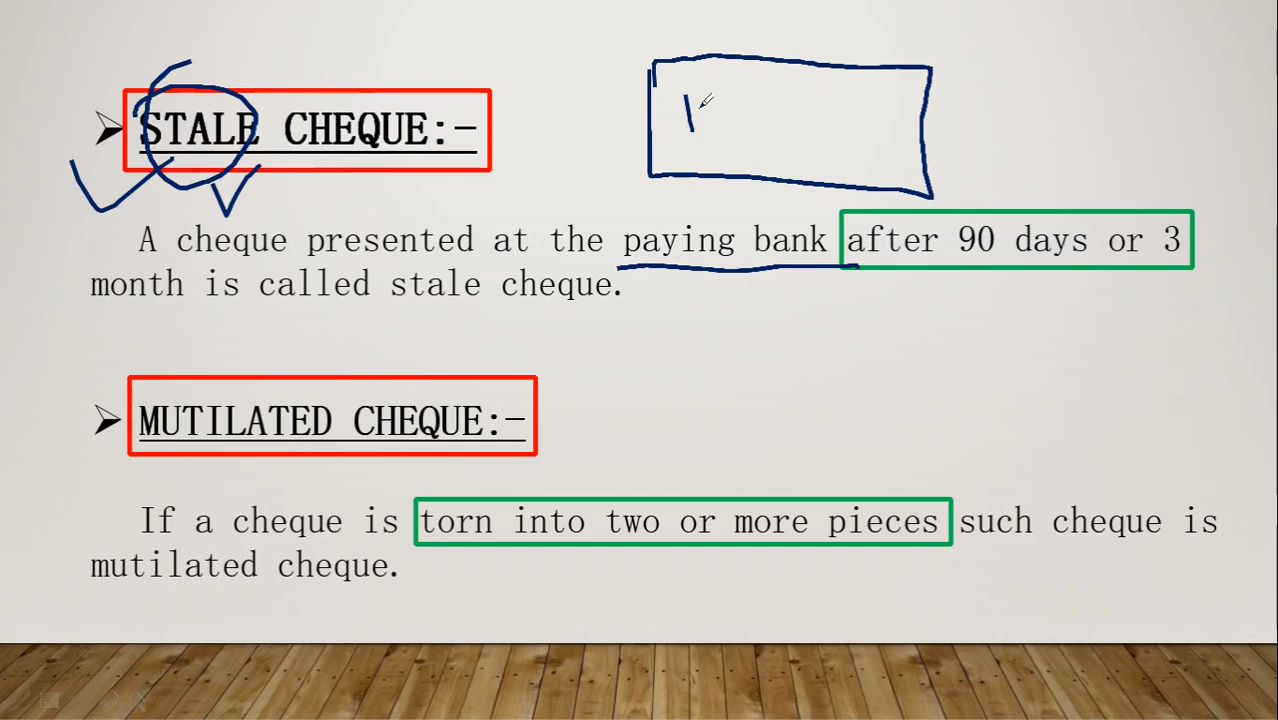 STALE CHEQUE:-
A cheque presented at the paying bank after 90 days or 3
month is called stale cheque.
MUTILATED CHEQUE:-
If a cheque is torn into two or more pieces such cheque is
mutilated cheque.